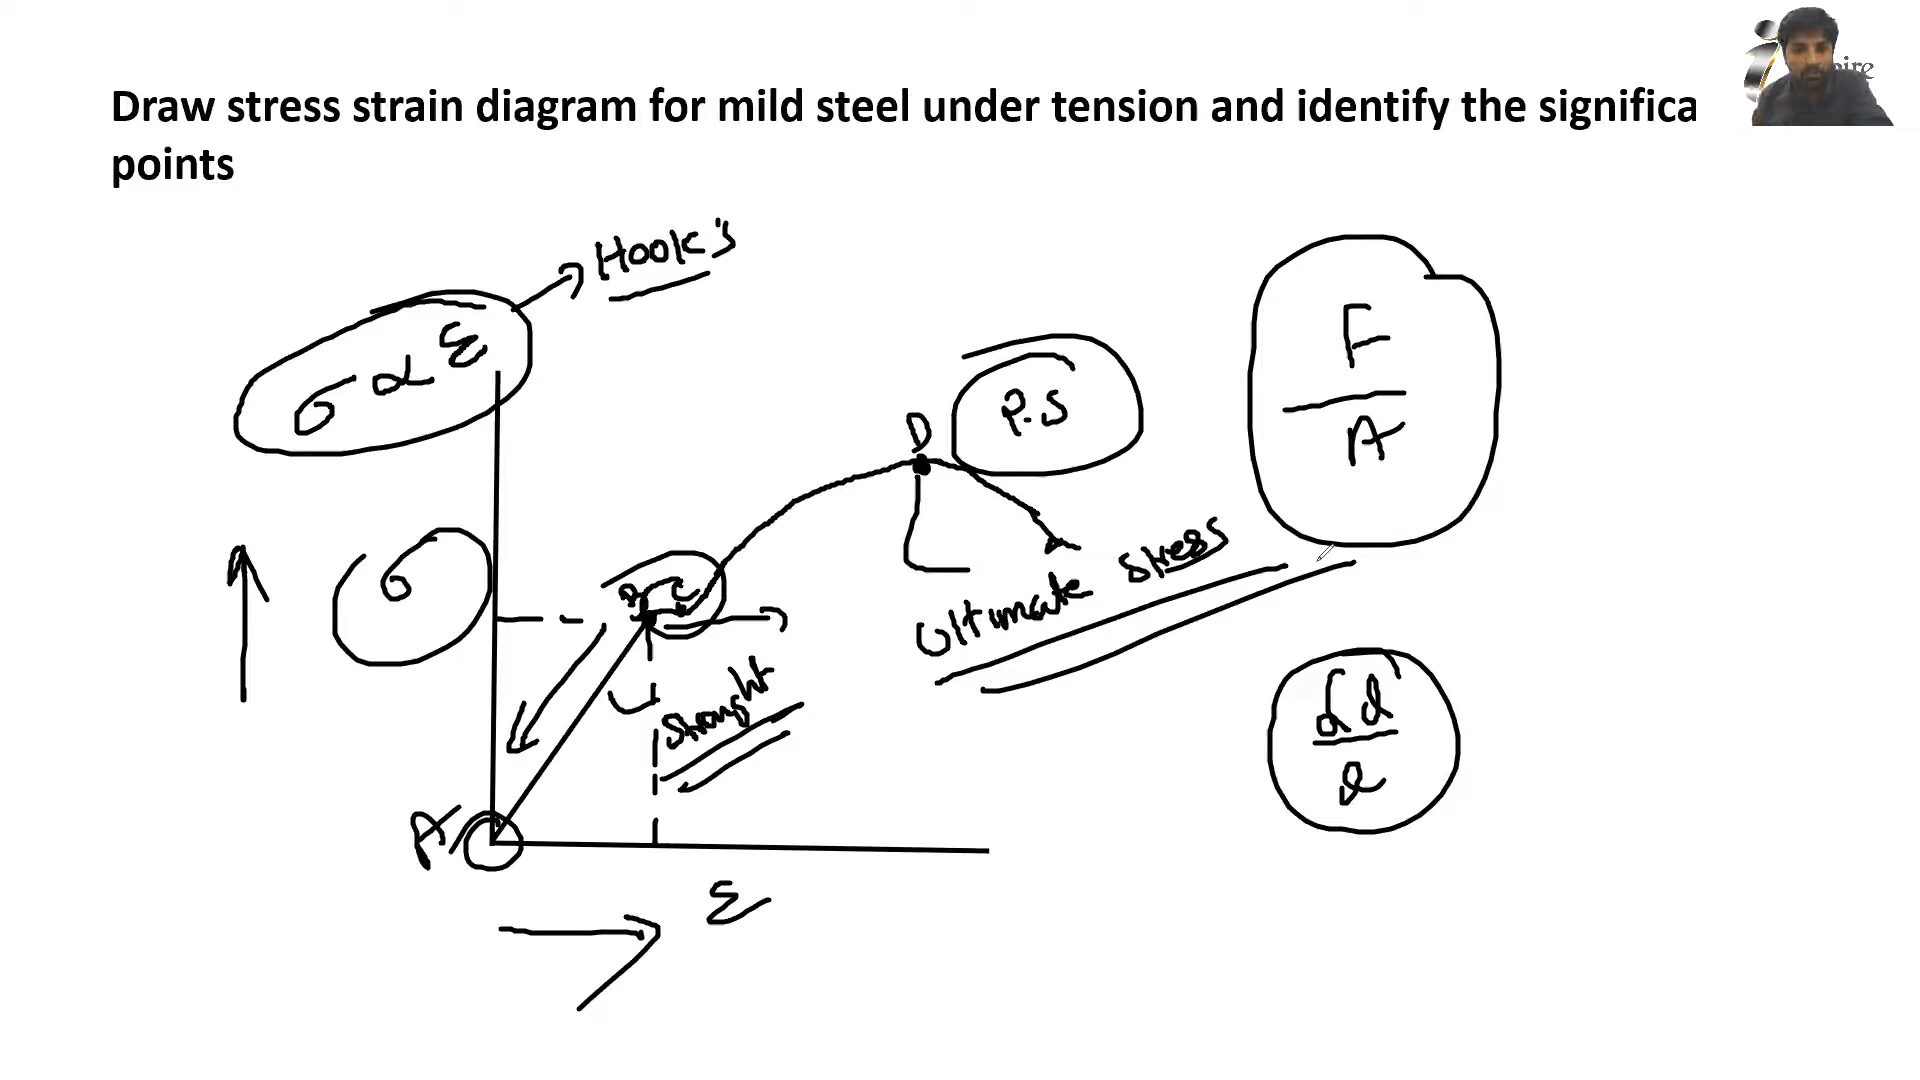 Draw stress strain diagram for mild steel under tension and identify the significa
points
Hook's
σ α ε
P.S
D
F
A
σ
B C
Ultimate stress
straight
dl
l
A
ε